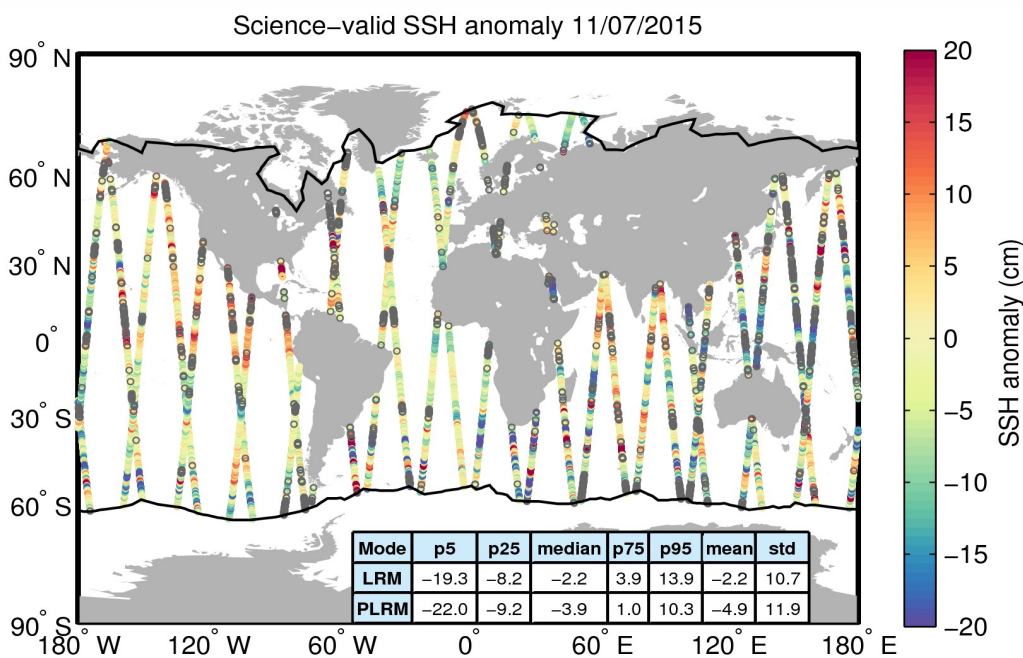 Science−valid SSH anomaly 11/07/2015
90° N
60° N
30° N
0°
30° S
60° S
90° S
180° W
120° W
60° W
0°
60° E
120° E
180° E
Mode p5 p25 median p75 p95 mean std
LRM −19.3 −8.2 −2.2 3.9 13.9 −2.2 10.7
PLRM −22.0 −9.2 −3.9 1.0 10.3 −4.9 11.9
20
15
10
5
0
−5
−10
−15
−20
SSH anomaly (cm)